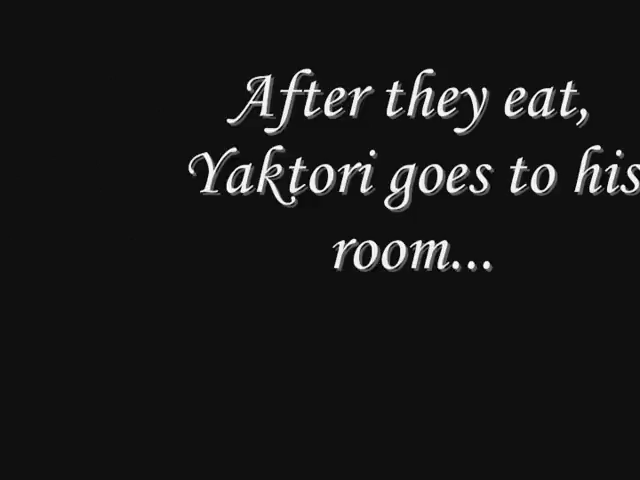 After they eat,
Yaktori goes to his
room...